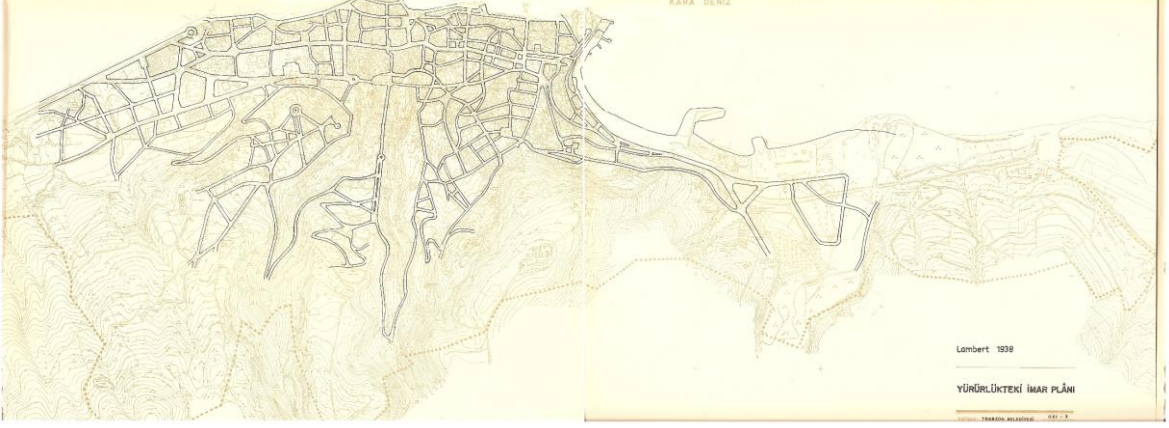 KARA DENİZ
Lambert 1938
YÜRÜRLÜKTEKİ İMAR PLÂNI
TRABZON BELEDİYESİ